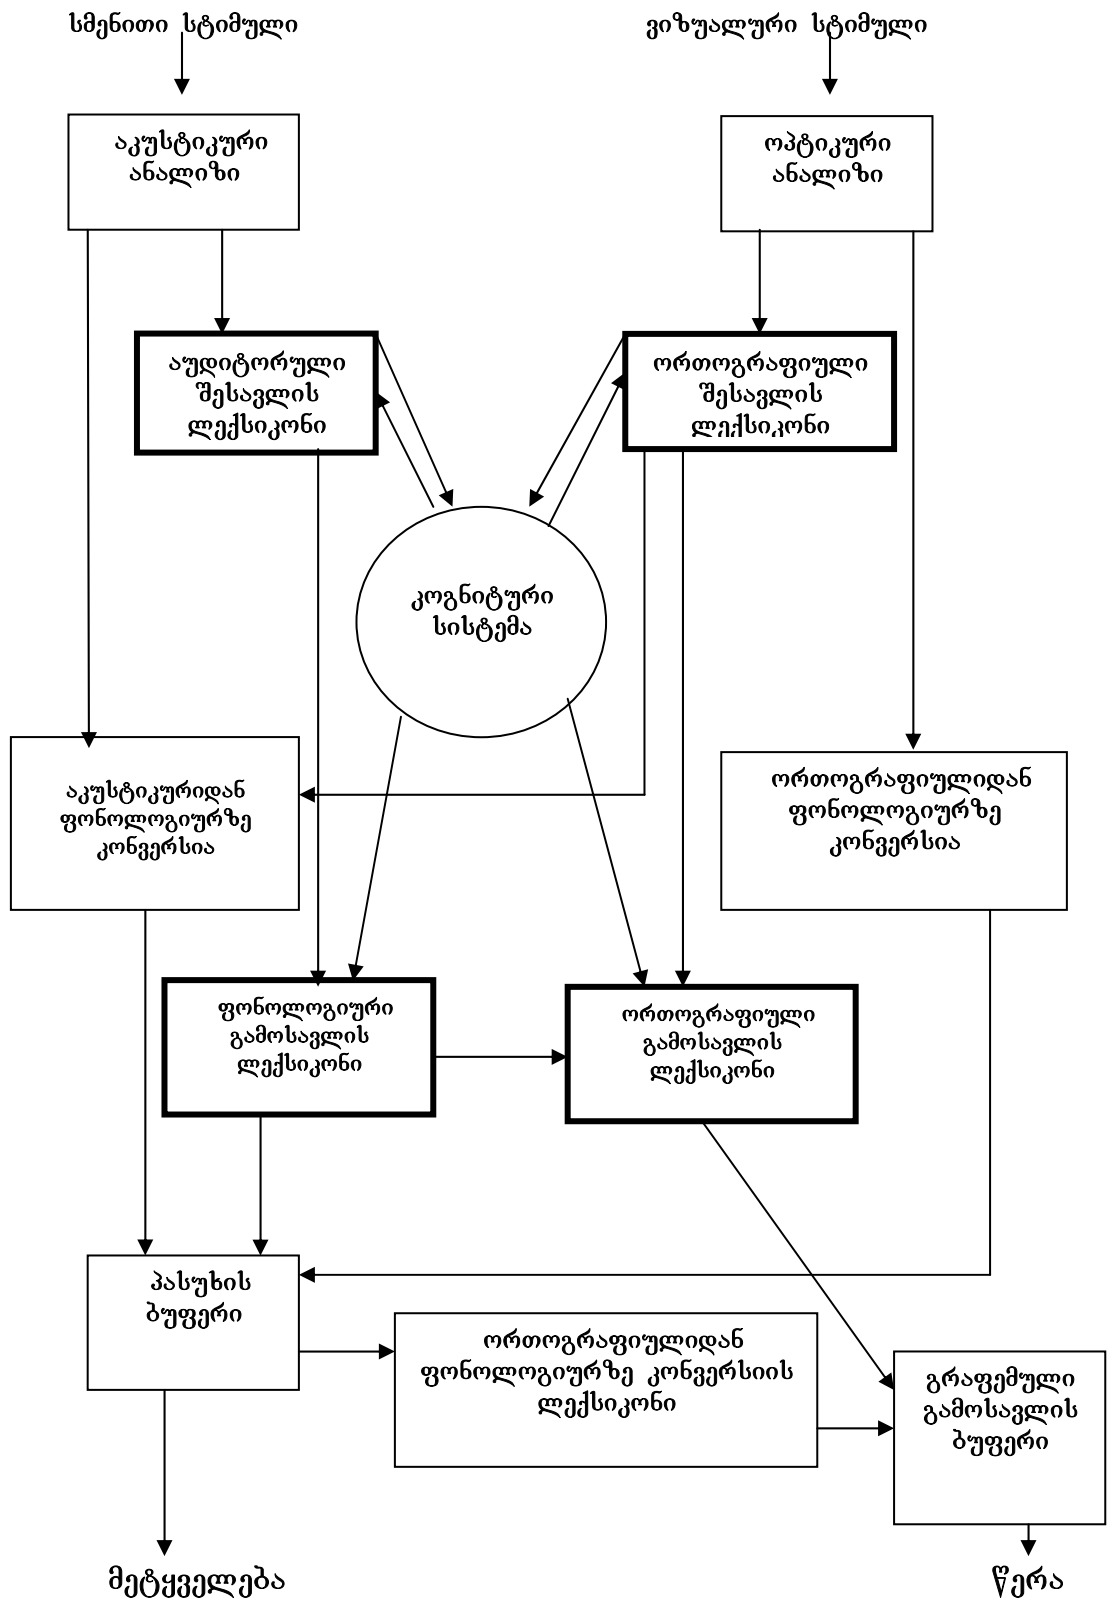 სმენითი სტიმული
ვიზუალური სტიმული
აკუსტიკური
ანალიზი
ოპტიკური
ანალიზი
აუდიტორული
შესავლის
ლექსიკონი
ორთოგრაფიული
შესავლის
ლექსიკონი
კოგნიტური
სისტემა
აკუსტიკურიდან
ფონოლოგიურზე
კონვერსია
ორთოგრაფიულიდან
ფონოლოგიურზე
კონვერსია
ფონოლოგიური
გამოსავლის
ლექსიკონი
ორთოგრაფიული
გამოსავლის
ლექსიკონი
პასუხის
ბუფერი
ორთოგრაფიულიდან
ფონოლოგიურზე კონვერსიის
ლექსიკონი
გრაფემული
გამოსავლის
ბუფერი
მეტყველება
წერა